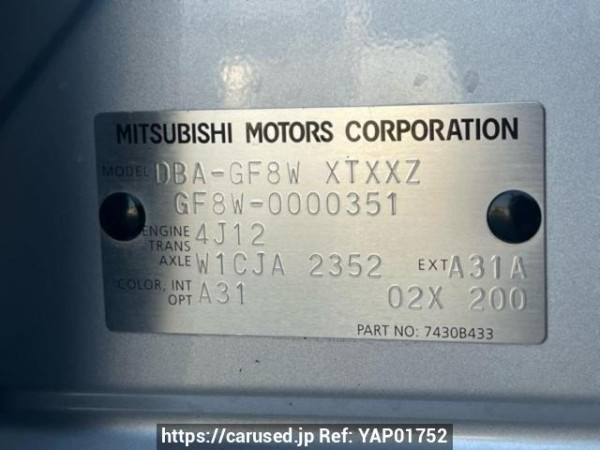 MITSUBISHI MOTORS CORPORATION
MODEL DBA-GF8W XTXXZ
GF8W-0000351
ENGINE 4J12
TRANS
AXLE W1CJA 2352 EXT A31A
COLOR, INT A31 02X 200
OPT
PART NO: 7430B433
https://carused.jp Ref: YAP01752